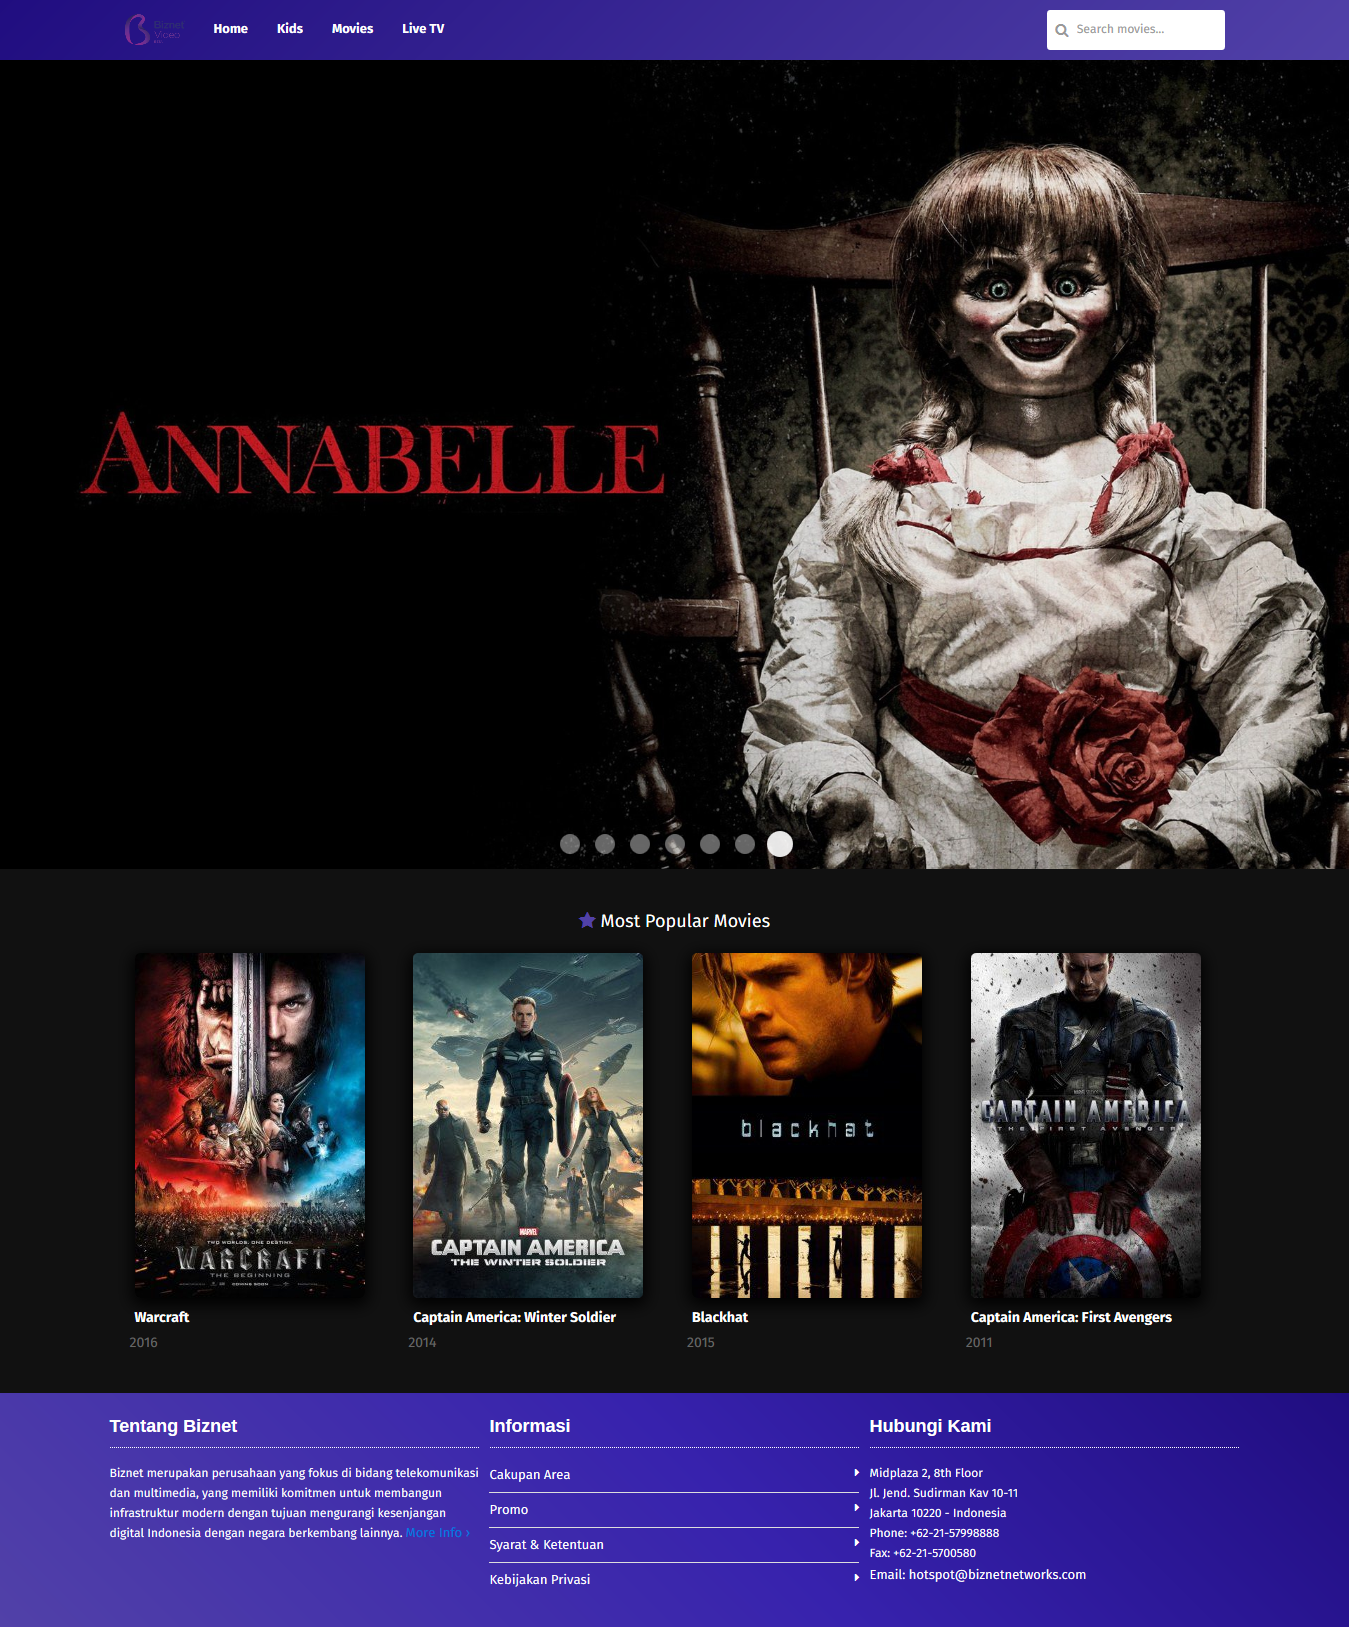 Biznet
Video
Home
Kids
Movies
Live TV
Search movies...
ANNABELLE
Most Popular Movies
TWO WORLDS. ONE DESTINY.
WARCRAFT
THE BEGINNING
COMING SOON
MARVEL
CAPTAIN AMERICA
THE WINTER SOLDIER
blackhat
CAPTAIN AMERICA
THE FIRST AVENGER
Warcraft
Captain America: Winter Soldier
Blackhat
Captain America: First Avengers
2016
2014
2015
2011
Tentang Biznet
Biznet merupakan perusahaan yang fokus di bidang telekomunikasi
dan multimedia, yang memiliki komitmen untuk membangun
infrastruktur modern dengan tujuan mengurangi kesenjangan
digital Indonesia dengan negara berkembang lainnya. More Info ›
Informasi
Cakupan Area
Promo
Syarat & Ketentuan
Kebijakan Privasi
Hubungi Kami
Midplaza 2, 8th Floor
Jl. Jend. Sudirman Kav 10-11
Jakarta 10220 - Indonesia
Phone: +62-21-57998888
Fax: +62-21-5700580
Email: hotspot@biznetnetworks.com